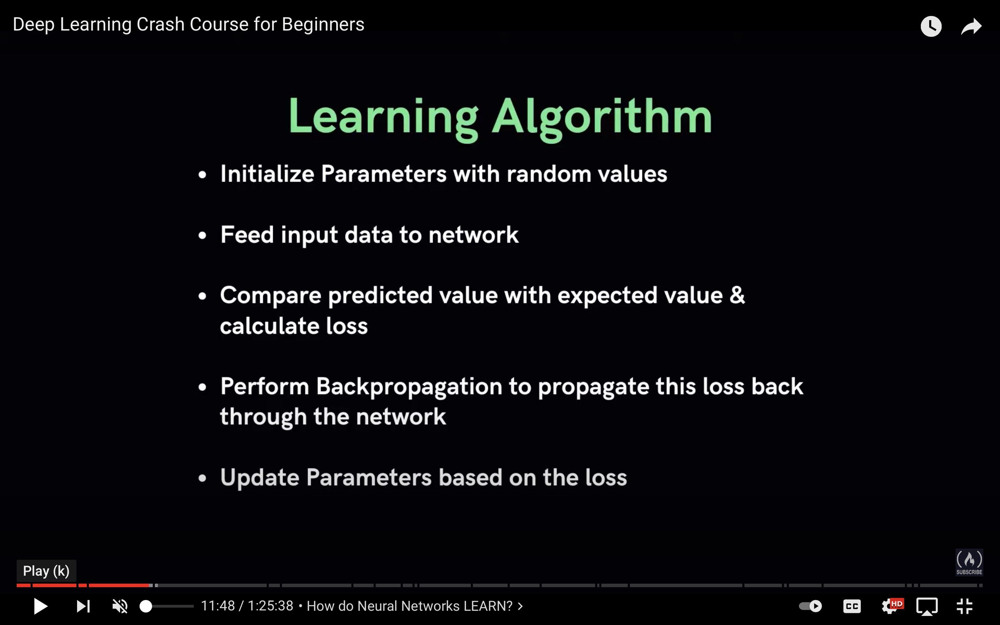 Deep Learning Crash Course for Beginners
Learning Algorithm
• Initialize Parameters with random values
• Feed input data to network
• Compare predicted value with expected value &
calculate loss
• Perform Backpropagation to propagate this loss back
through the network
• Update Parameters based on the loss
SUBSCRIBE
Play (k)
11:48 / 1:25:38 • How do Neural Networks LEARN? >
CC
HD